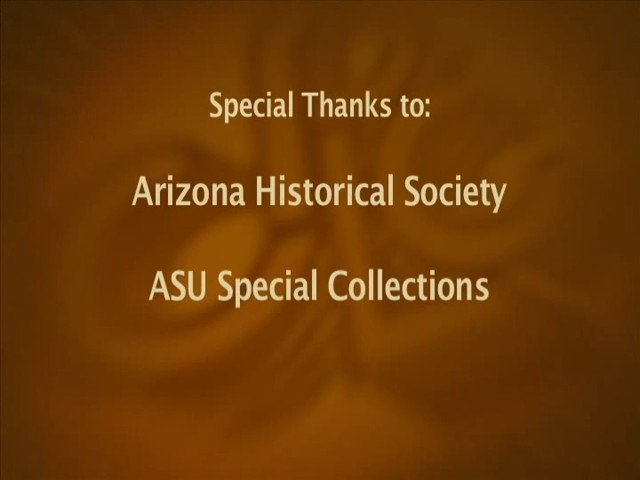 Special Thanks to:
Arizona Historical Society
ASU Special Collections